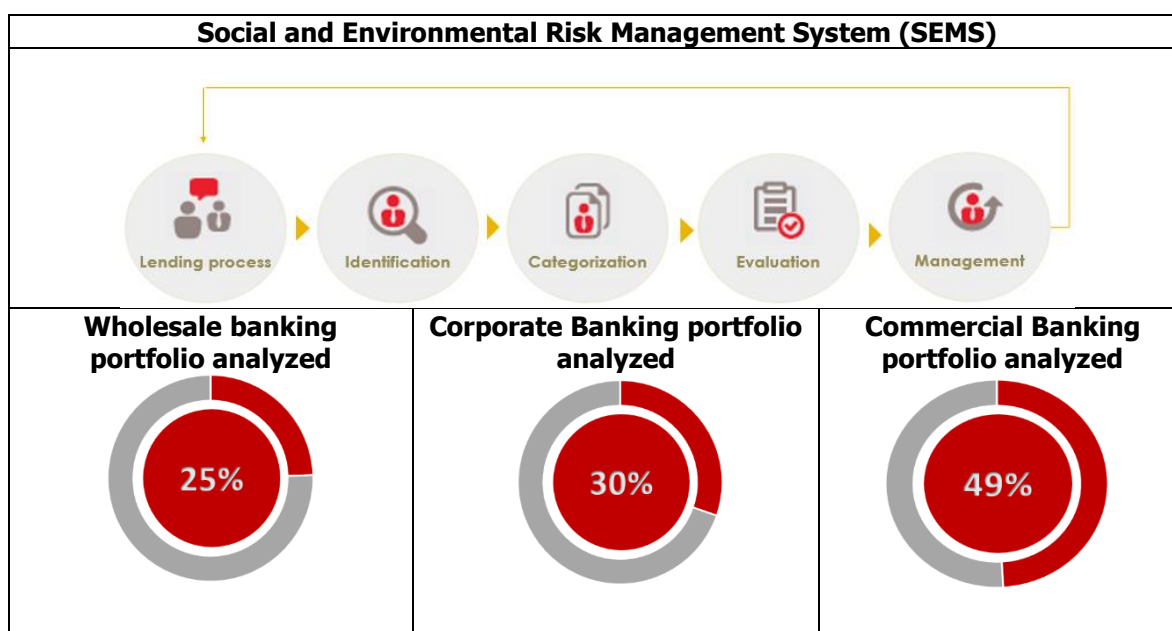 Social and Environmental Risk Management System (SEMS)
Lending process
Identification
Categorization
Evaluation
Management
Wholesale banking
portfolio analyzed
25%
Corporate Banking portfolio
analyzed
30%
Commercial Banking
portfolio analyzed
49%